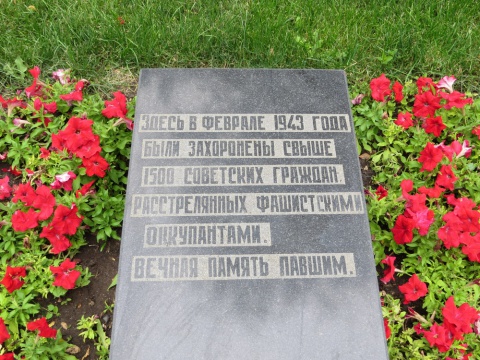 ЗДЕСЬ В ФЕВРАЛЕ 1943 ГОДА
БЫЛИ ЗАХОРОНЕНЫ СВЫШЕ
1500 СОВЕТСКИХ ГРАЖДАН.
РАССТРЕЛЯННЫХ ФАШИСТСКИМИ
ОККУПАНТАМИ.
ВЕЧНАЯ ПАМЯТЬ ПАВШИМ.